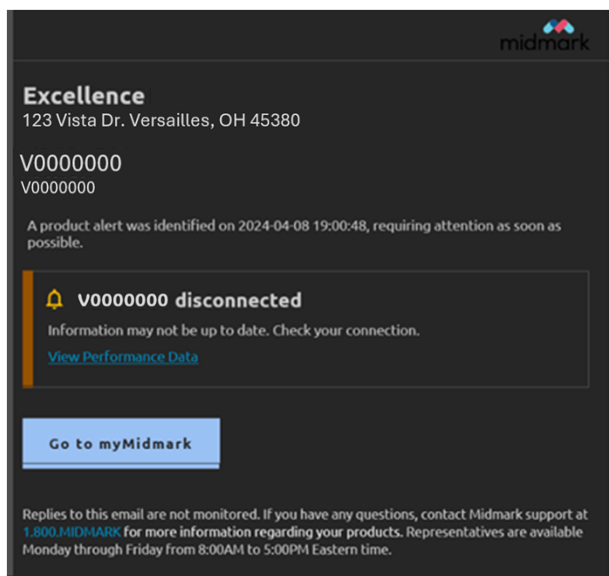 midmark
Excellence
123 Vista Dr. Versailles, OH 45380
V0000000
V0000000
A product alert was identified on 2024-04-08 19:00:48, requiring attention as soon as
possible.
V0000000 disconnected
Information may not be up to date. Check your connection.
View Performance Data
Go to myMidmark
Replies to this email are not monitored. If you have any questions, contact Midmark support at
1.800.MIDMARK for more information regarding your products. Representatives are available
Monday through Friday from 8:00AM to 5:00PM Eastern time.